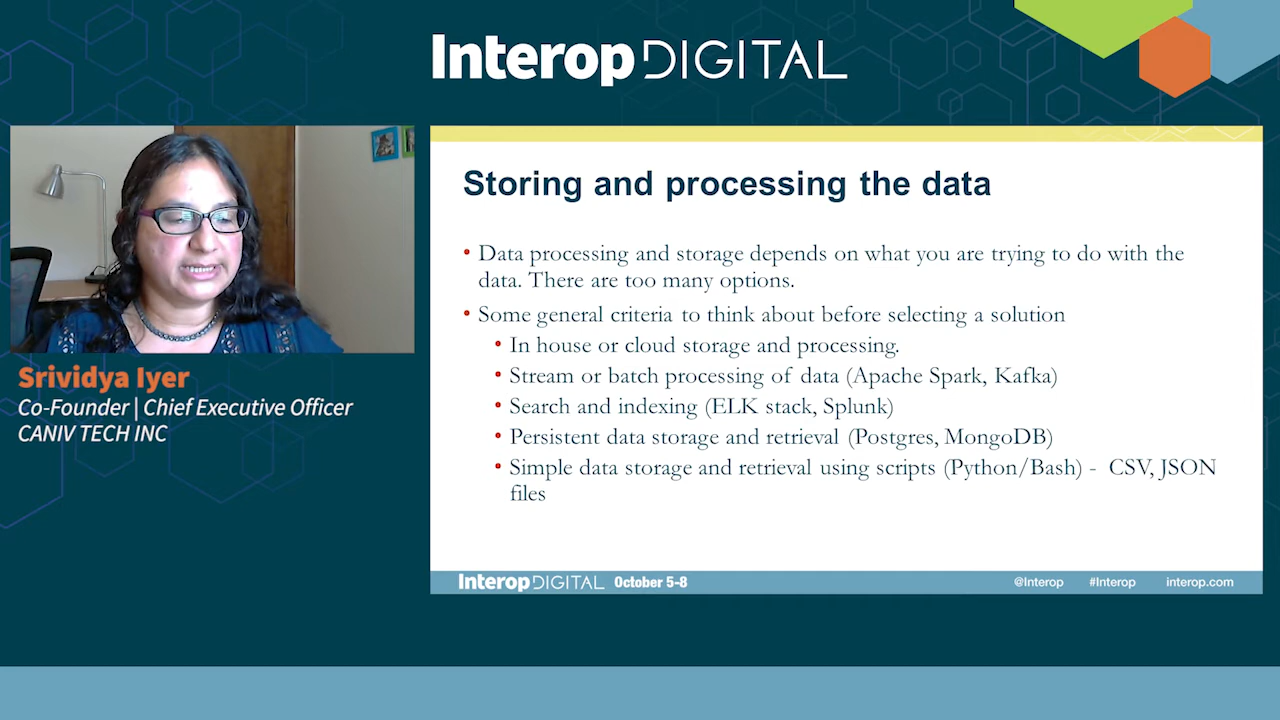 Interop DIGITAL
Srividya Iyer
Co-Founder | Chief Executive Officer
CANIV TECH INC
Storing and processing the data
• Data processing and storage depends on what you are trying to do with the
data. There are too many options.
• Some general criteria to think about before selecting a solution
• In house or cloud storage and processing.
• Stream or batch processing of data (Apache Spark, Kafka)
• Search and indexing (ELK stack, Splunk)
• Persistent data storage and retrieval (Postgres, MongoDB)
• Simple data storage and retrieval using scripts (Python/Bash) - CSV, JSON
files
Interop DIGITAL October 5-8 @Interop #Interop interop.com